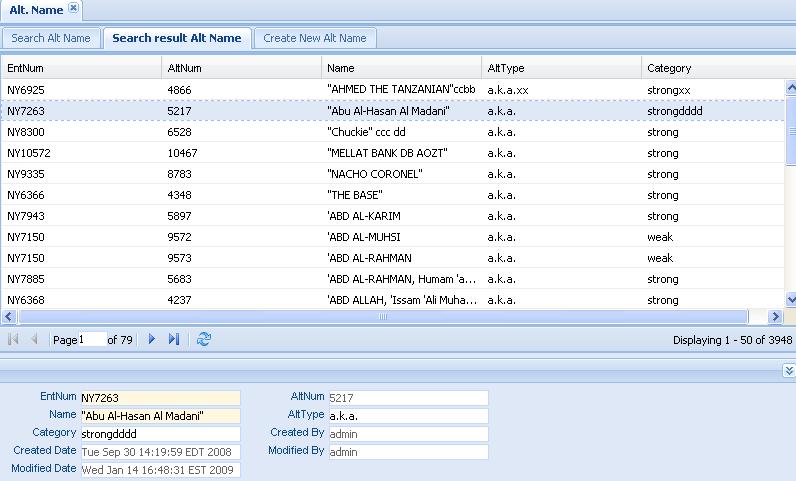 Alt. Name
Search Alt Name Search result Alt Name Create New Alt Name
EntNum AltNum Name AltType Category
NY6925 4866 "AHMED THE TANZANIAN"ccbb a.k.a.xx strongxx
NY7263 5217 "Abu Al-Hasan Al Madani" a.k.a. strongdddd
NY8300 6528 "Chuckie" ccc dd a.k.a. strong
NY10572 10467 "MELLAT BANK DB AOZT" a.k.a. strong
NY9335 8783 "NACHO CORONEL" a.k.a. strong
NY6366 4348 "THE BASE" a.k.a. strong
NY7943 5897 'ABD AL-KARIM a.k.a. strong
NY7150 9572 'ABD AL-MUHSI a.k.a. weak
NY7150 9573 'ABD AL-RAHMAN a.k.a. weak
NY7885 5683 'ABD AL-RAHMAN, Humam 'a... a.k.a. strong
NY6368 4237 'ABD ALLAH, 'Issam 'Ali Muha... a.k.a. strong
Page 1 of 79 Displaying 1 - 50 of 3948
EntNum NY7263 AltNum 5217
Name "Abu Al-Hasan Al Madani" AltType a.k.a.
Category strongdddd Created By admin
Created Date Tue Sep 30 14:19:59 EDT 2008 Modified By admin
Modified Date Wed Jan 14 16:48:31 EST 2009